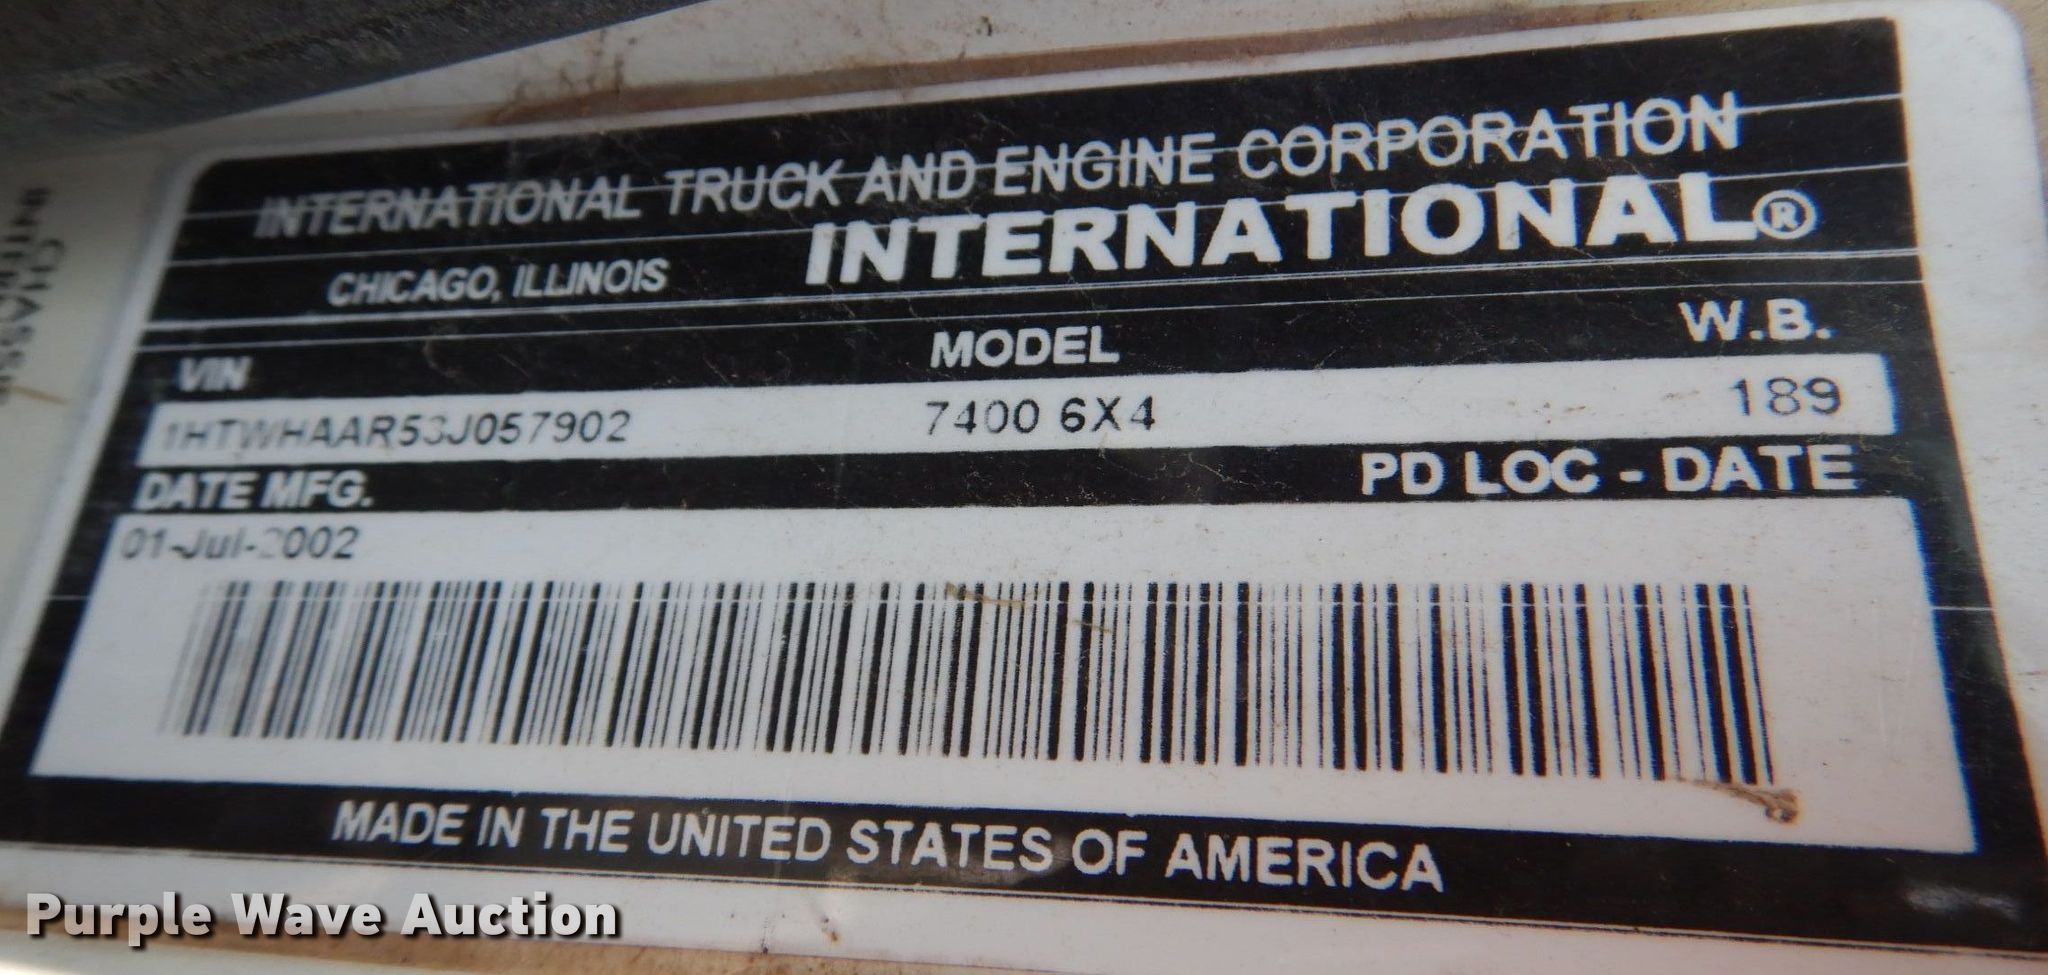 INTERNATIONAL TRUCK AND ENGINE CORPORATION
CHICAGO, ILLINOIS INTERNATIONAL®
VIN MODEL W.B.
1HTWHAAR53J057902 7400 6X4 189
DATE MFG. PD LOC - DATE
01-Jul-2002
MADE IN THE UNITED STATES OF AMERICA
Purple Wave Auction